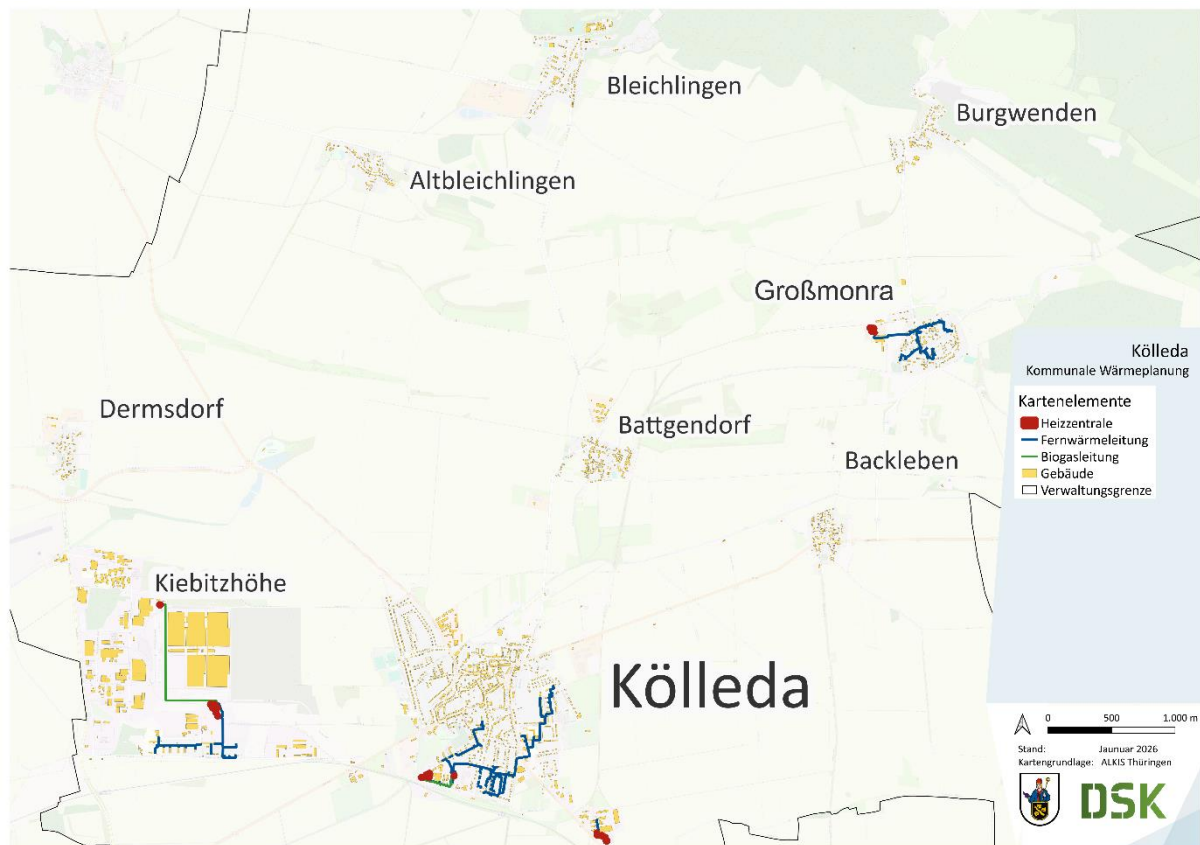 Bleichlingen
Burgwenden
Altbleichlingen
Großmonra
Kölleda
Kommunale Wärmeplanung
Kartenelemente
Heizzentrale
Fernwärmeleitung
Biogasleitung
Gebäude
Verwaltungsgrenze
Dermsdorf
Battgendorf
Backleben
Kiebitzhöhe
Kölleda
0 500 1.000 m
Stand: Jaunuar 2026
Kartengrundlage: ALKIS Thüringen
DSK